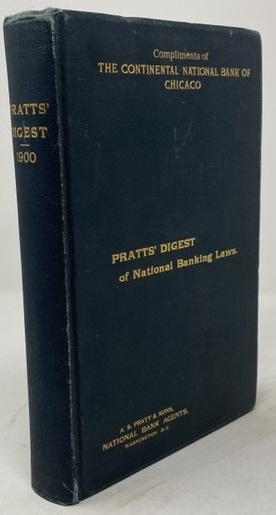 PRATTS'
DIGEST
1900
Compliments of
THE CONTINENTAL NATIONAL BANK OF
CHICACO
PRATTS' DIGEST
of National Banking Laws.
A. S. PRATT & SONS,
NATIONAL BANK AGENTS,
WASHINGTON D.C.